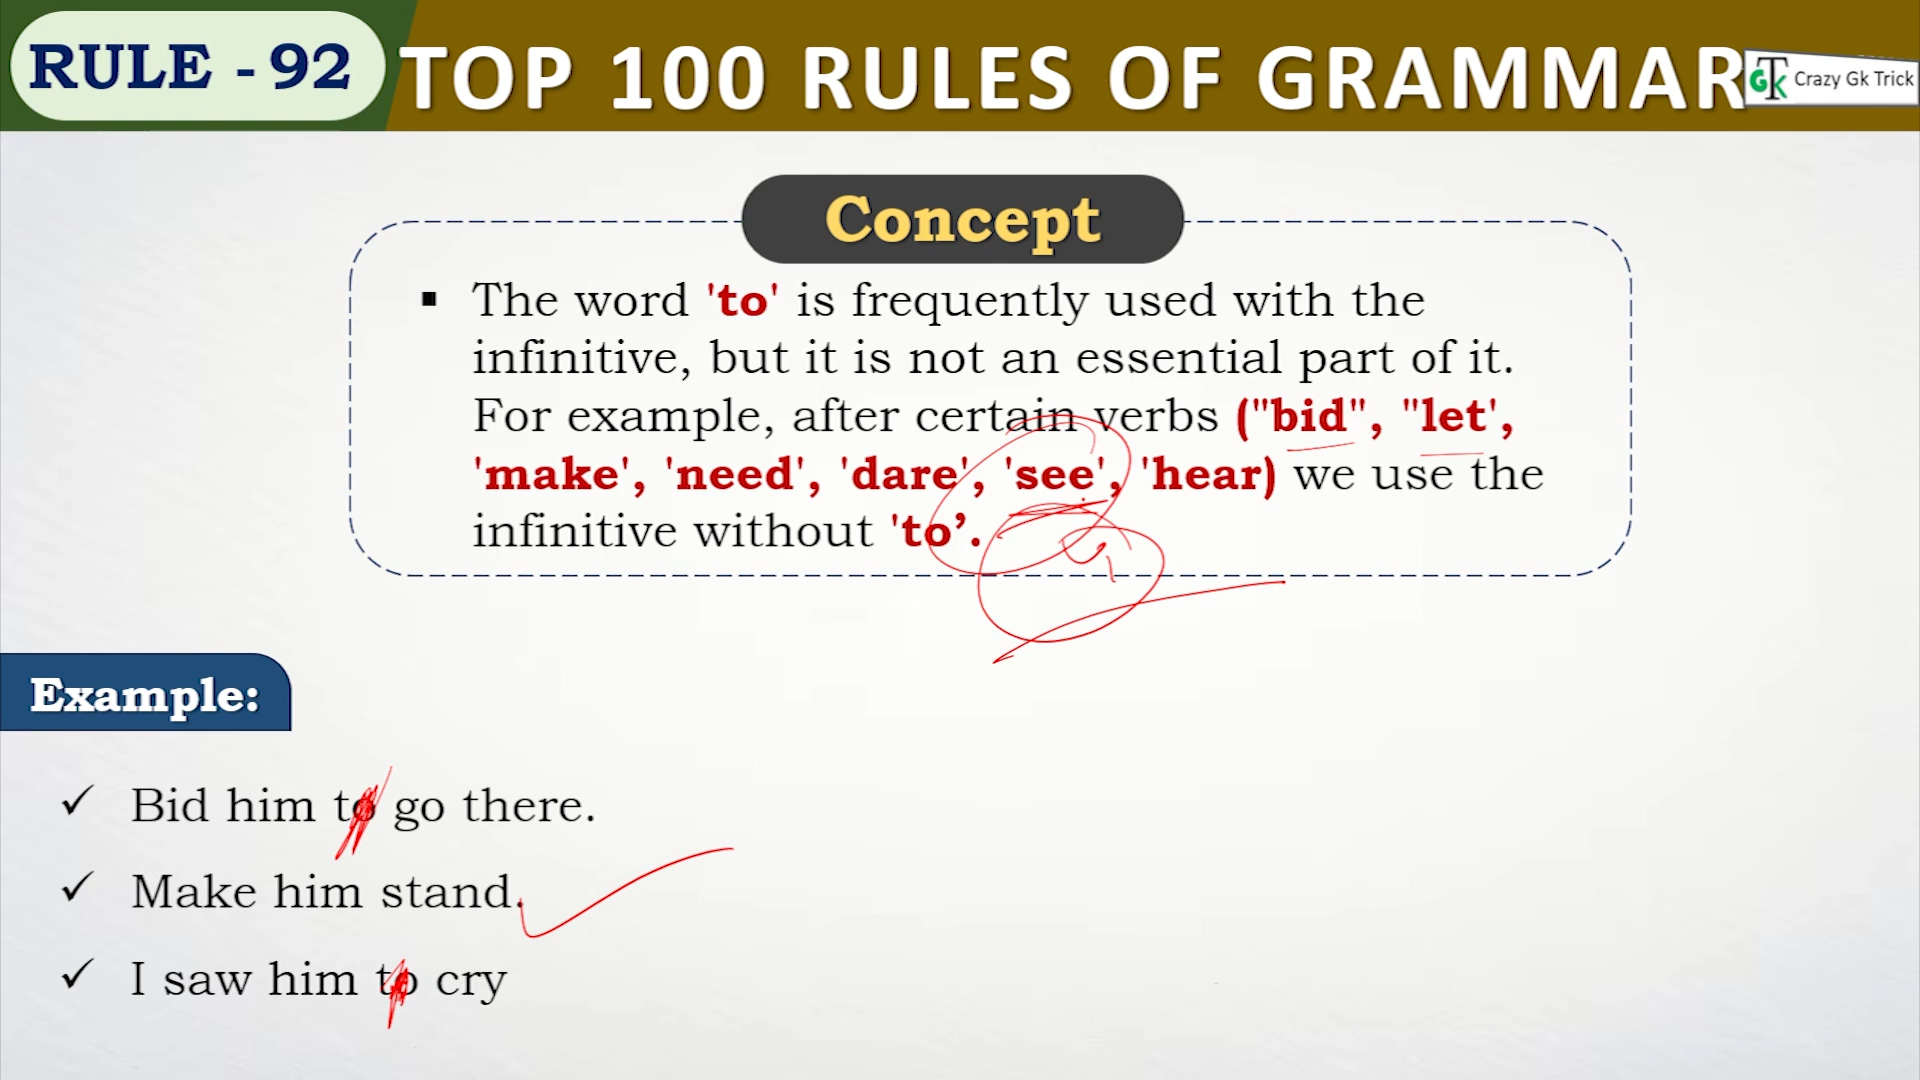 RULE - 92
TOP 100 RULES OF GRAMMAR
GTK Crazy Gk Trick
Concept
▪ The word 'to' is frequently used with the
infinitive, but it is not an essential part of it.
For example, after certain verbs ("bid", "let',
'make', 'need', 'dare', 'see', 'hear) we use the
infinitive without 'to’.
Example:
✓ Bid him to go there.
✓ Make him stand.
✓ I saw him to cry